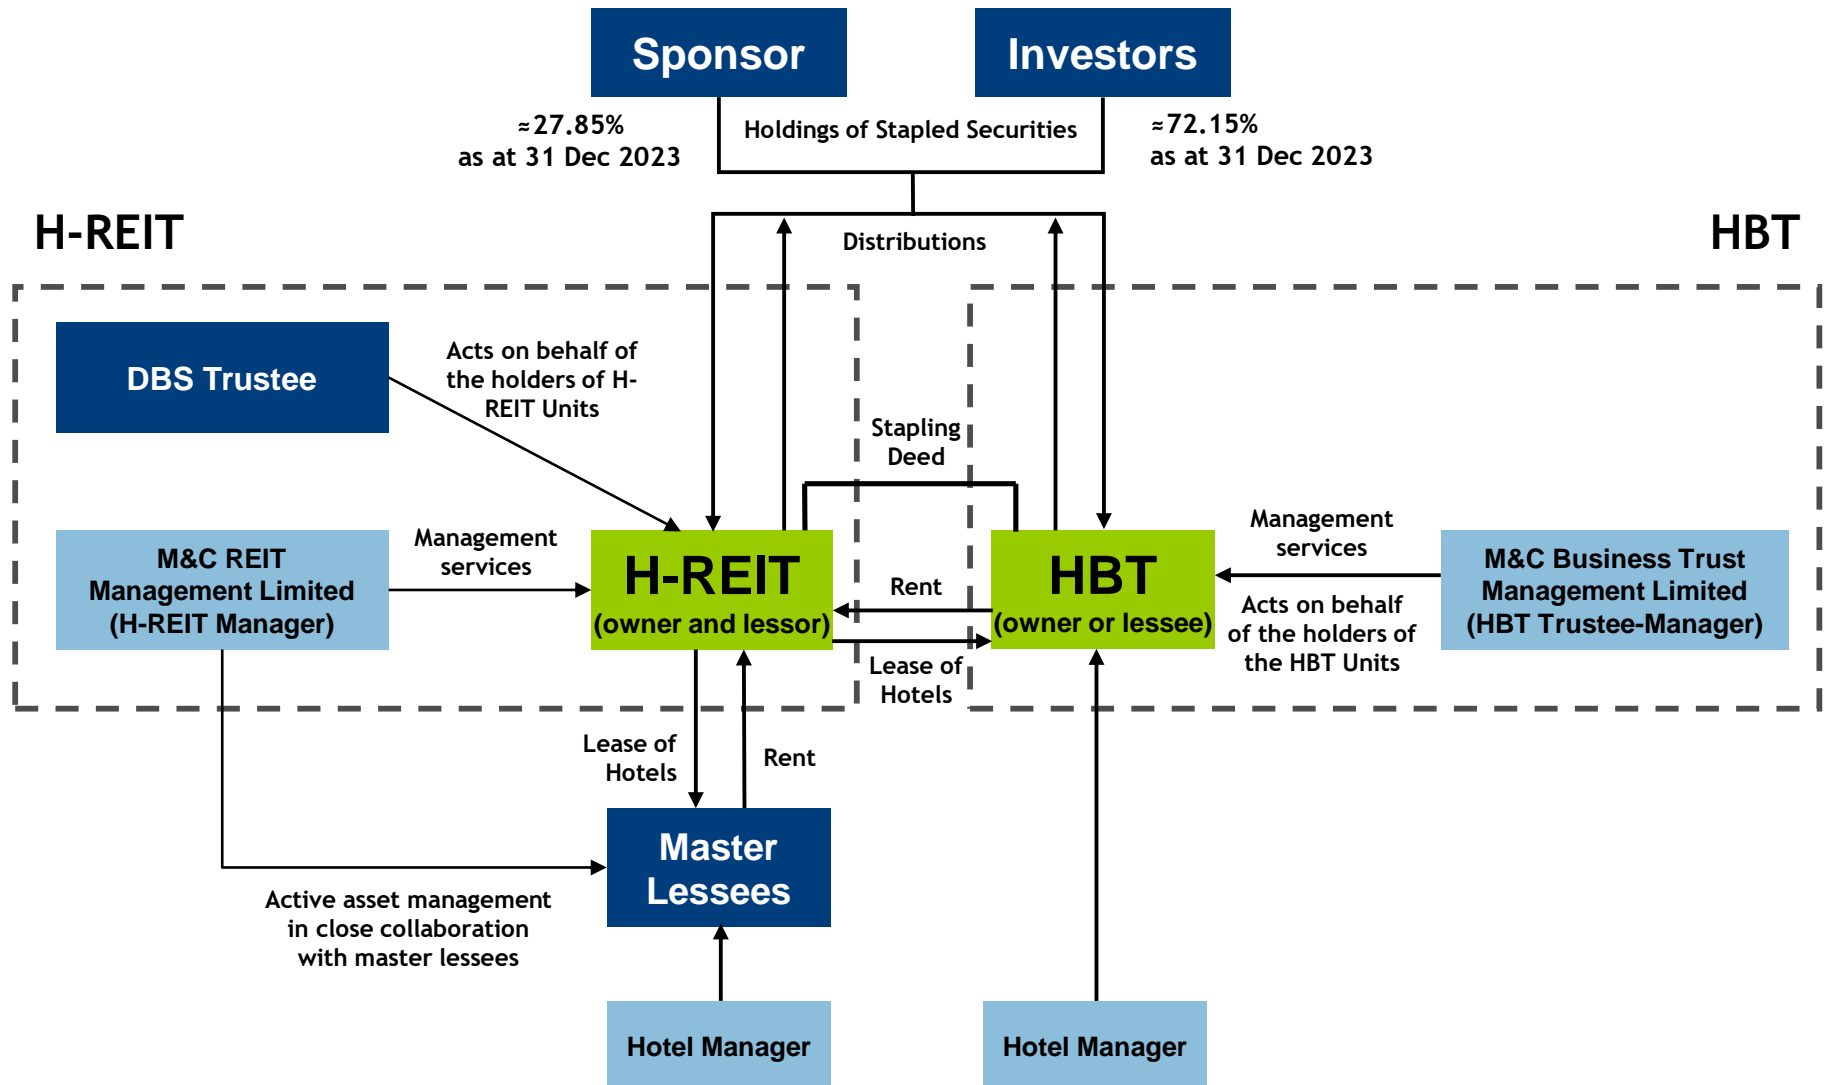 Sponsor
Investors
≈27.85%
as at 31 Dec 2023
Holdings of Stapled Securities
≈72.15%
as at 31 Dec 2023
H-REIT
HBT
Distributions
DBS Trustee
Acts on behalf of
the holders of H-
REIT Units
Stapling
Deed
M&C REIT
Management Limited
(H-REIT Manager)
Management
services
H-REIT
(owner and lessor)
Rent
Lease of
Hotels
HBT
(owner or lessee)
Management
services
Acts on behalf
of the holders of
the HBT Units
M&C Business Trust
Management Limited
(HBT Trustee-Manager)
Lease of
Hotels
Rent
Master
Lessees
Active asset management
in close collaboration
with master lessees
Hotel Manager
Hotel Manager